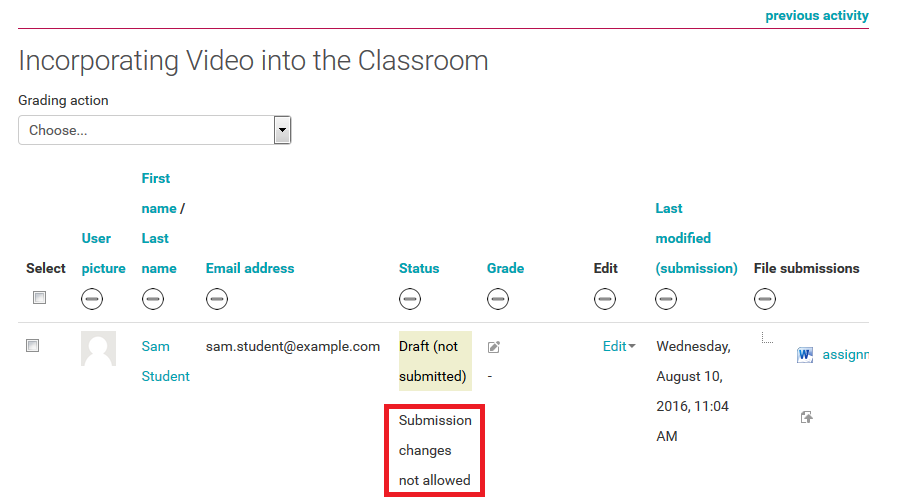 previous activity
Incorporating Video into the Classroom
Grading action
Choose...
Select
User
picture
First
name /
Last
name
Email address
Status
Grade
Edit
Last
modified
(submission)
File submissions
Sam
Student
sam.student@example.com
Draft (not
submitted)
Submission
changes
not allowed
-
Edit
Wednesday,
August 10,
2016, 11:04
AM
assignm